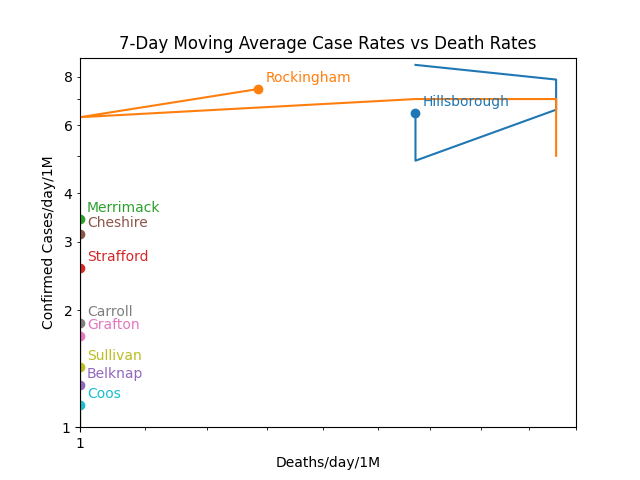 7-Day Moving Average Case Rates vs Death Rates
8
Rockingham
Hillsborough
6
4
Merrimack
Cheshire
3
Strafford
2
Carroll
Grafton
Sullivan
Belknap
Coos
1
1
Confirmed Cases/day/1M
Deaths/day/1M